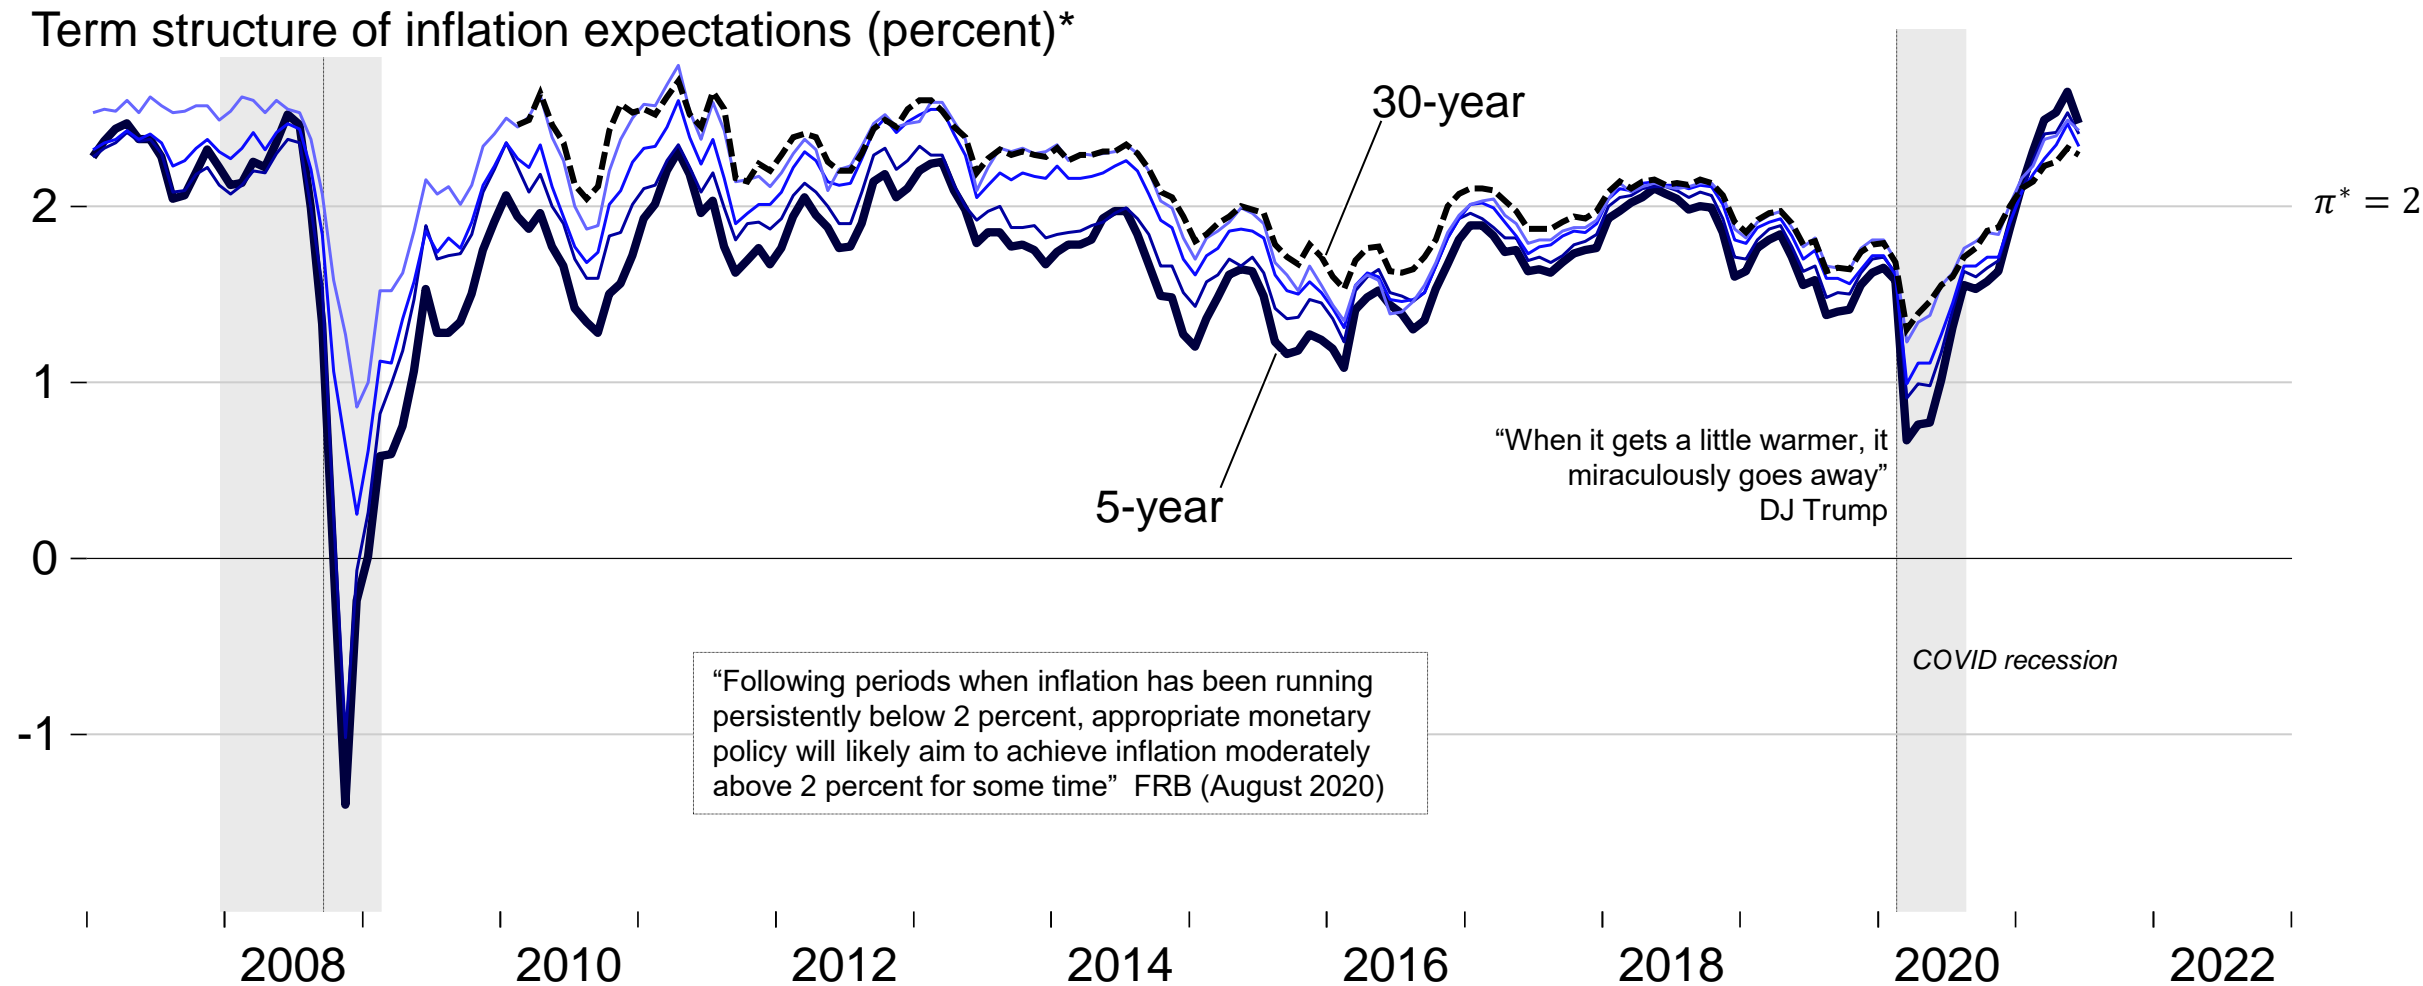 Term structure of inflation expectations (percent)*
30-year
2
π* = 2
1
“When it gets a little warmer, it
miraculously goes away”
DJ Trump
5-year
0
COVID recession
“Following periods when inflation has been running
persistently below 2 percent, appropriate monetary
policy will likely aim to achieve inflation moderately
above 2 percent for some time”  FRB (August 2020)
-1
2008 2010 2012 2014 2016 2018 2020 2022